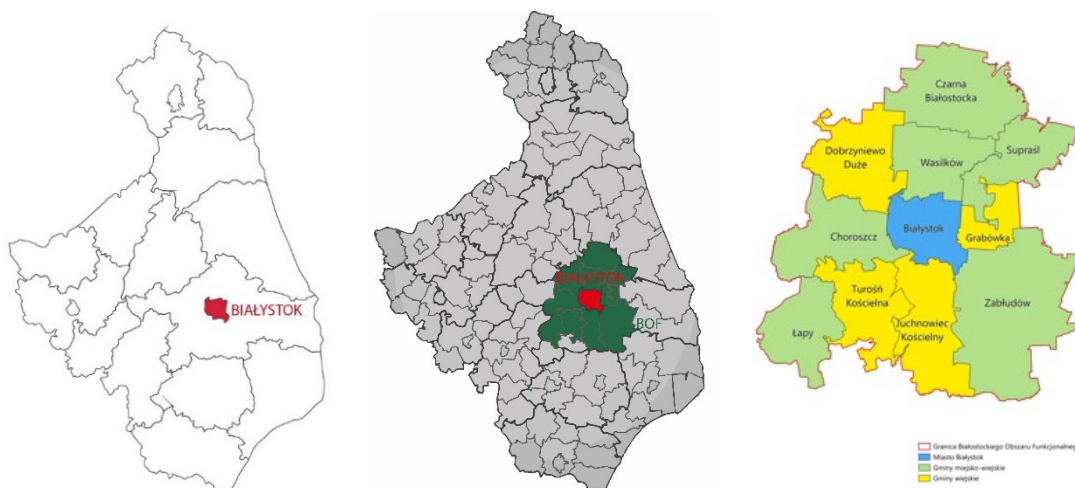 BIAŁYSTOK
BIAŁYSTOK
BOF
Czarna
Białostocka
Dobrzyniewo
Duże
Wasilków
Supraśl
Choroszcz
Białystok
Grabówka
Turośń
Kościelna
Juchnowiec
Kościelny
Zabłudów
Łapy
Granica Białostockiego Obszaru Funkcjonalneg
Miasto Białystok
Gminy miejsko-wiejskie
Gminy wiejskie